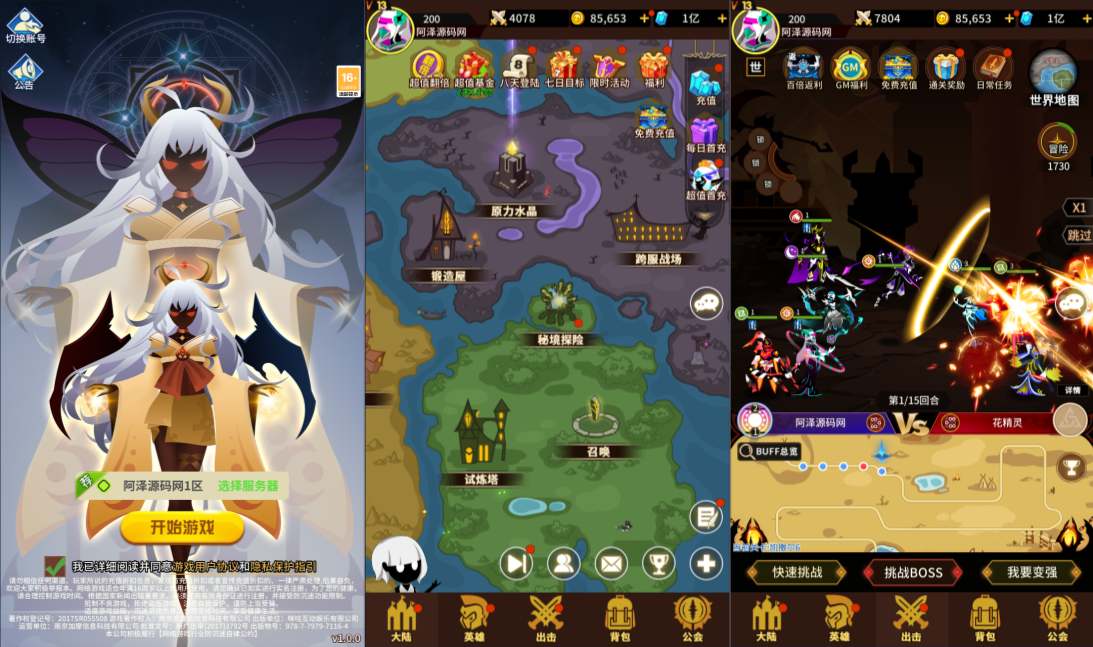 切换账号
公告
16+
荐
阿泽源码网1区 选择服务器
开始游戏
我已详细阅读并同意游戏用户协议和隐私保护指引
v1.0.0
V 13
200
4078
85,653
1亿
阿泽源码网
超值翻倍
超值基金
八天登陆
七日目标
限时活动
福利
充值
免费充值
每日首充
超值首充
原力水晶
锻造屋
跨服战场
秘境探险
召唤
试炼塔
大陆
英雄
出击
背包
公会
V 13
200
7804
85,653
1亿
阿泽源码网
世
百倍返利
GM
GM福利
免费充值
通关奖励
日常任务
世界地图
冒险
1730
锁
锁
锁
X1
跳过
详情
第1/15回合
阿泽源码网
Vs
花精灵
BUFF总览
快速挑战
挑战BOSS
我要变强
大陆
英雄
出击
背包
公会